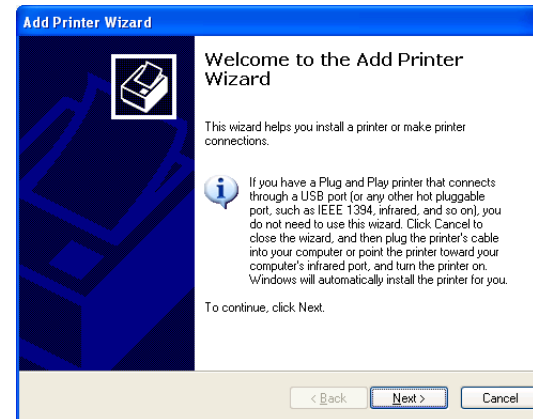 Add Printer Wizard
Welcome to the Add Printer
Wizard
This wizard helps you install a printer or make printer
connections.
If you have a Plug and Play printer that connects
through a USB port (or any other hot pluggable
port, such as IEEE 1394, infrared, and so on), you
do not need to use this wizard. Click Cancel to
close the wizard, and then plug the printer's cable
into your computer or point the printer toward your
computer's infrared port, and turn the printer on.
Windows will automatically install the printer for you.
To continue, click Next.
< Back Next > Cancel